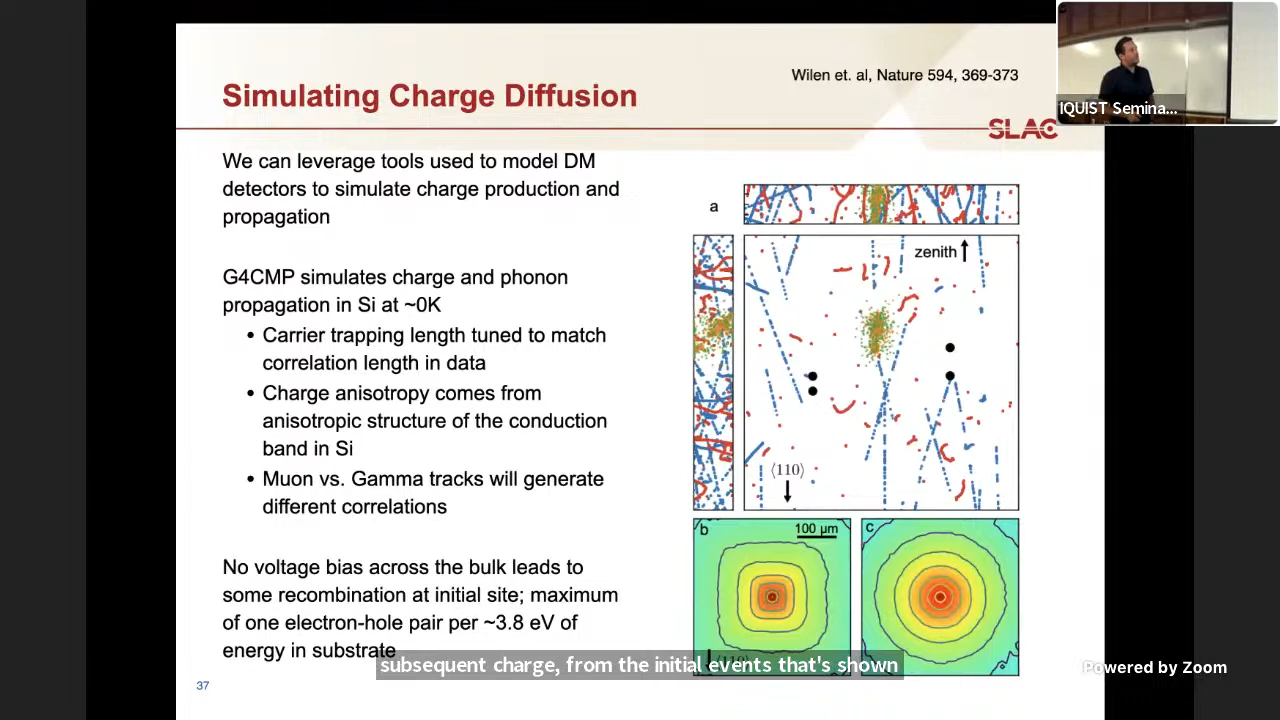 Wilen et. al, Nature 594, 369-373
Simulating Charge Diffusion
SLAC
IQUIST Semina...
We can leverage tools used to model DM
detectors to simulate charge production and
propagation
G4CMP simulates charge and phonon
propagation in Si at ~0K
• Carrier trapping length tuned to match
correlation length in data
• Charge anisotropy comes from
anisotropic structure of the conduction
band in Si
• Muon vs. Gamma tracks will generate
different correlations
No voltage bias across the bulk leads to
some recombination at initial site; maximum
of one electron-hole pair per ~3.8 eV of
energy in substrate
a
zenith
⟨110⟩
b
100 μm
c
subsequent charge, from the initial events that's shown
37
Powered by Zoom